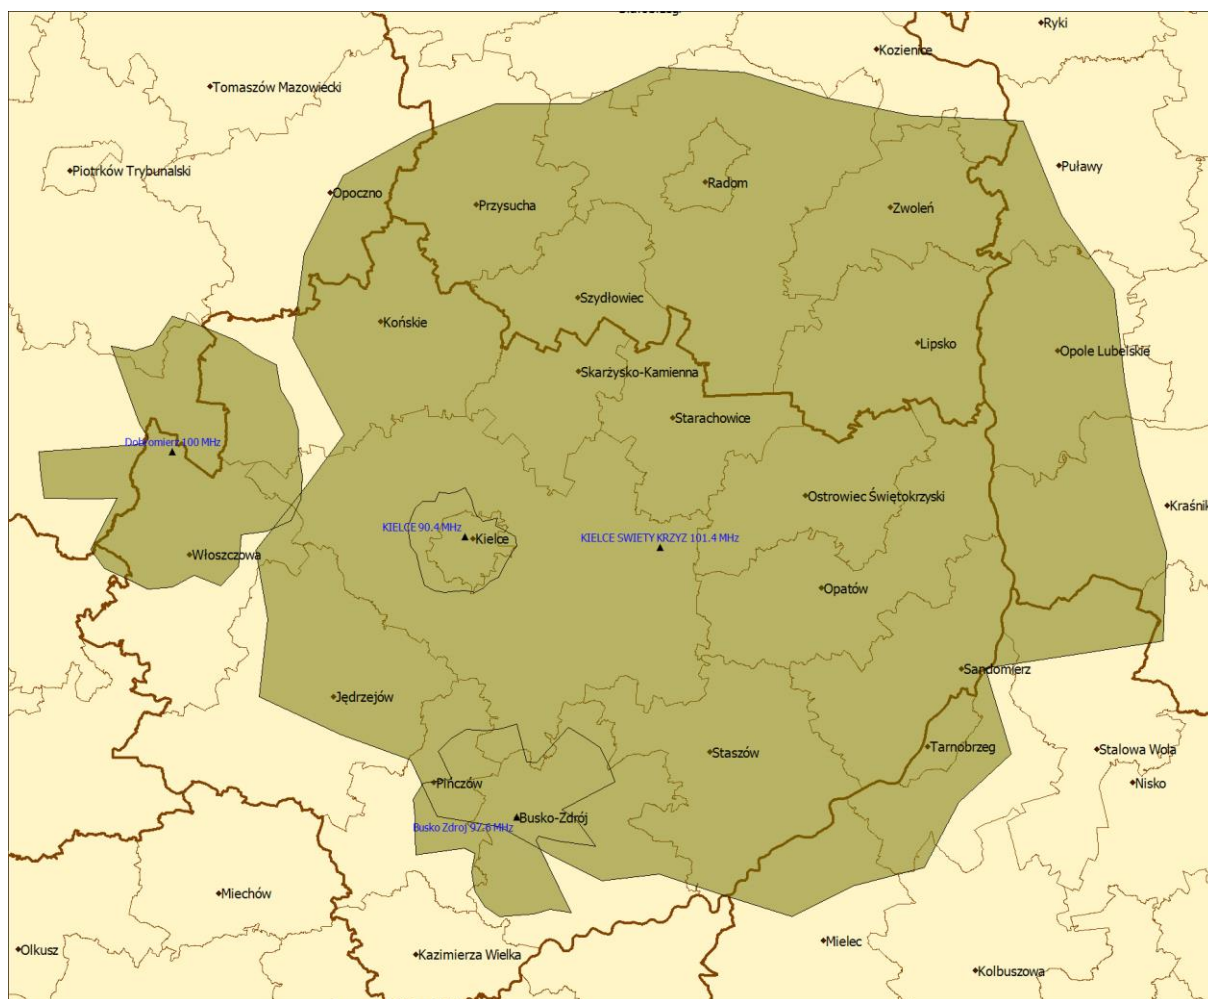 Ryki
Kozienice
Tomaszów Mazowiecki
Puławy
Piotrków Trybunalski
Radom
Opoczno
Przysucha
Zwoleń
Szydłowiec
Końskie
Lipsko
Opole Lubelskie
Skarżysko-Kamienna
Starachowice
Dobromierz 100 MHz
Ostrowiec Świętokrzyski
Kraśnik
KIELCE 90.4 MHz
Kielce
KIELCE SWIETY KRZYZ 101.4 MHz
Włoszczowa
Opatów
Sandomierz
Jędrzejów
Staszów
Tarnobrzeg
Stalowa Wola
Pińczów
Nisko
Busko-Zdrój
Busko Zdroj 97.6 MHz
Miechów
Mielec
Olkusz
Kazimierza Wielka
Kolbuszowa